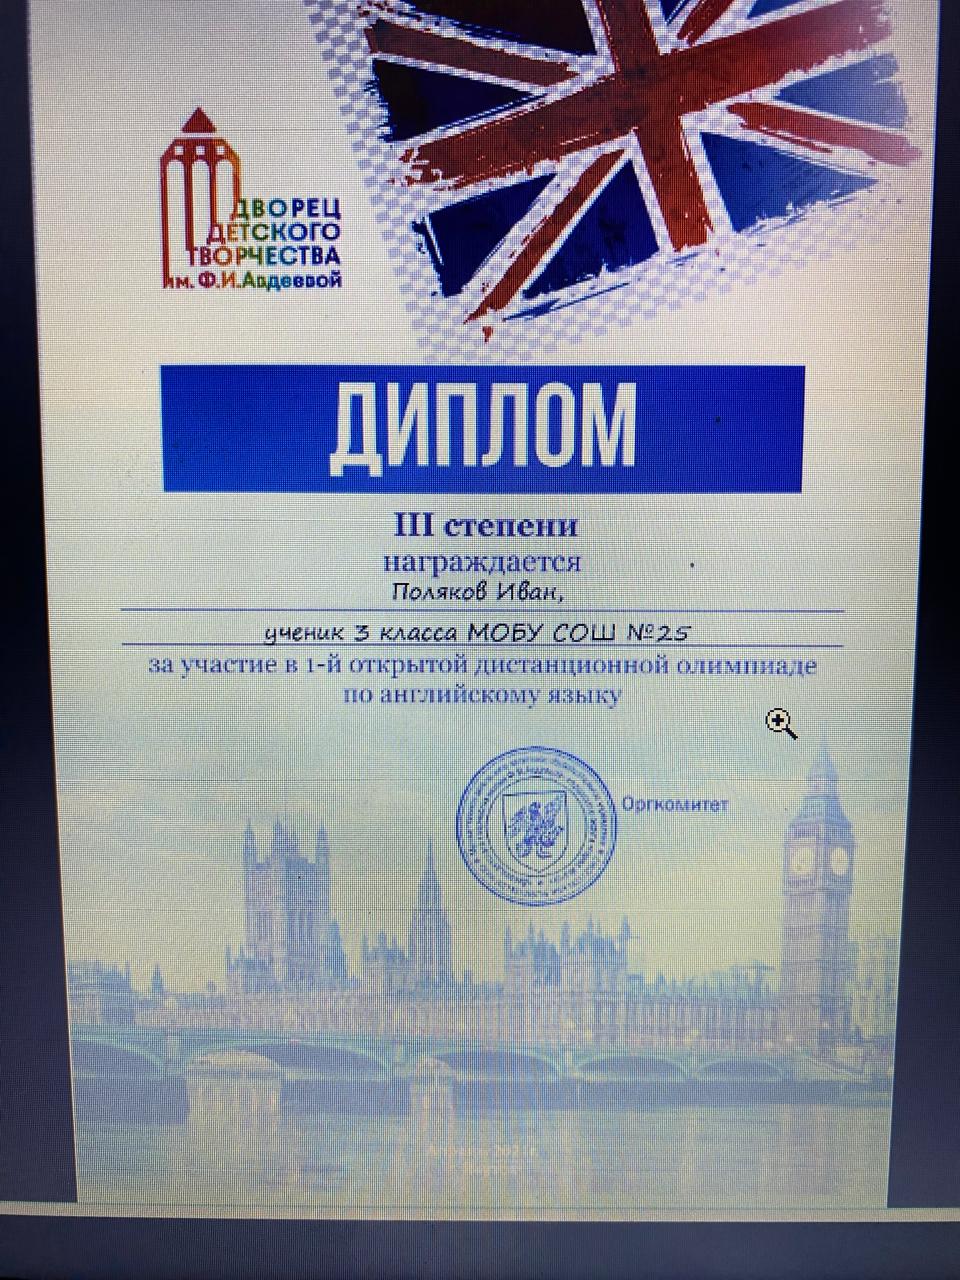 ДВОРЕЦ
ДЕТСКОГО
ТВОРЧЕСТВА
им. Ф.И.Авдеевой
ДИПЛОМ
III степени
награждается
Поляков Иван,
ученик 3 класса МОБУ СОШ №25
за участие в 1-й открытой дистанционной олимпиаде
по английскому языку
Оргкомитет